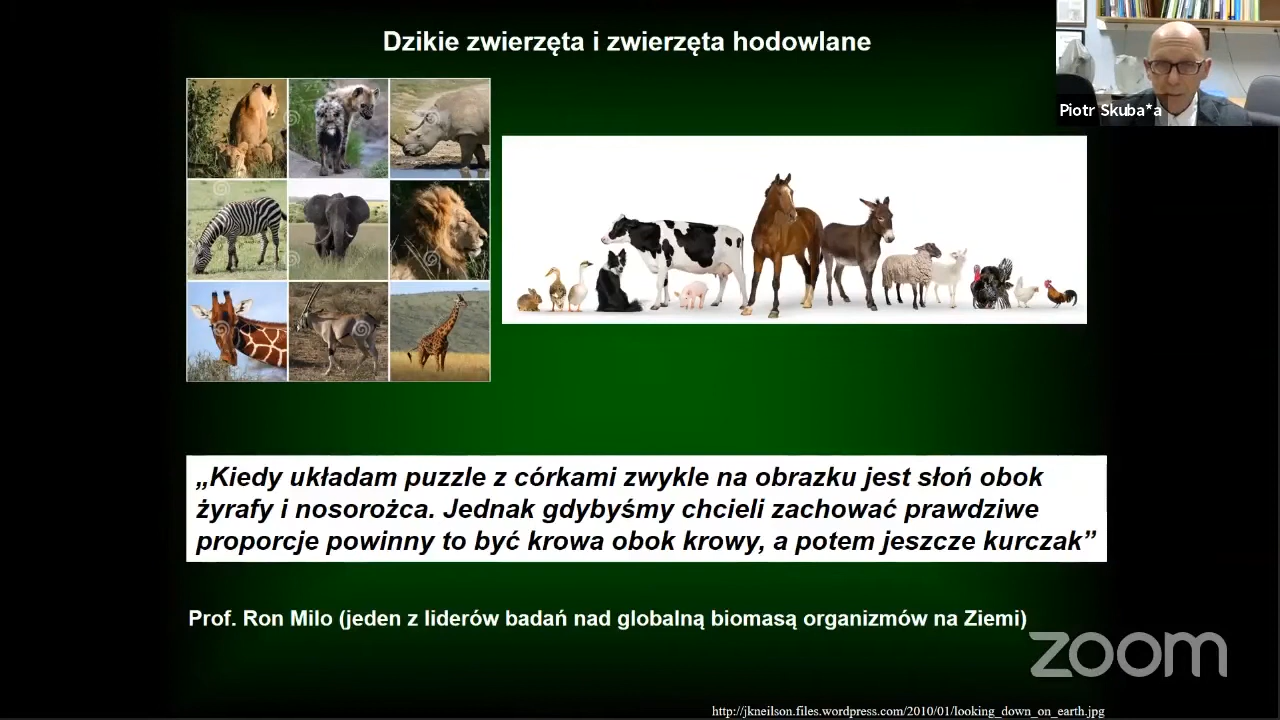 Dzikie zwierzęta i zwierzęta hodowlane
Piotr Skuba*a
„Kiedy układam puzzle z córkami zwykle na obrazku jest słoń obok
żyrafy i nosorożca. Jednak gdybyśmy chcieli zachować prawdziwe
proporcje powinny to być krowa obok krowy, a potem jeszcze kurczak”
Prof. Ron Milo (jeden z liderów badań nad globalną biomasą organizmów na Ziemi)
zoom
http://jkneilson.files.wordpress.com/2010/01/looking_down_on_earth.jpg